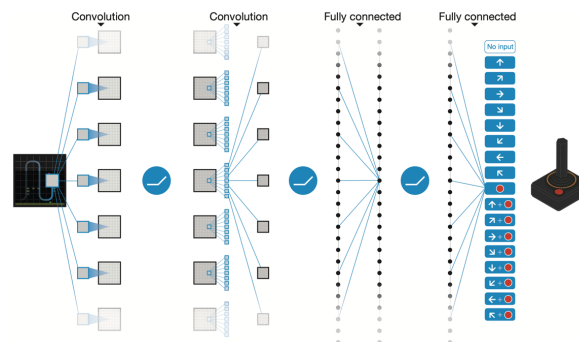 Convolution
Convolution
Fully connected
Fully connected
No input
+
+
+
+
+
+
+
+